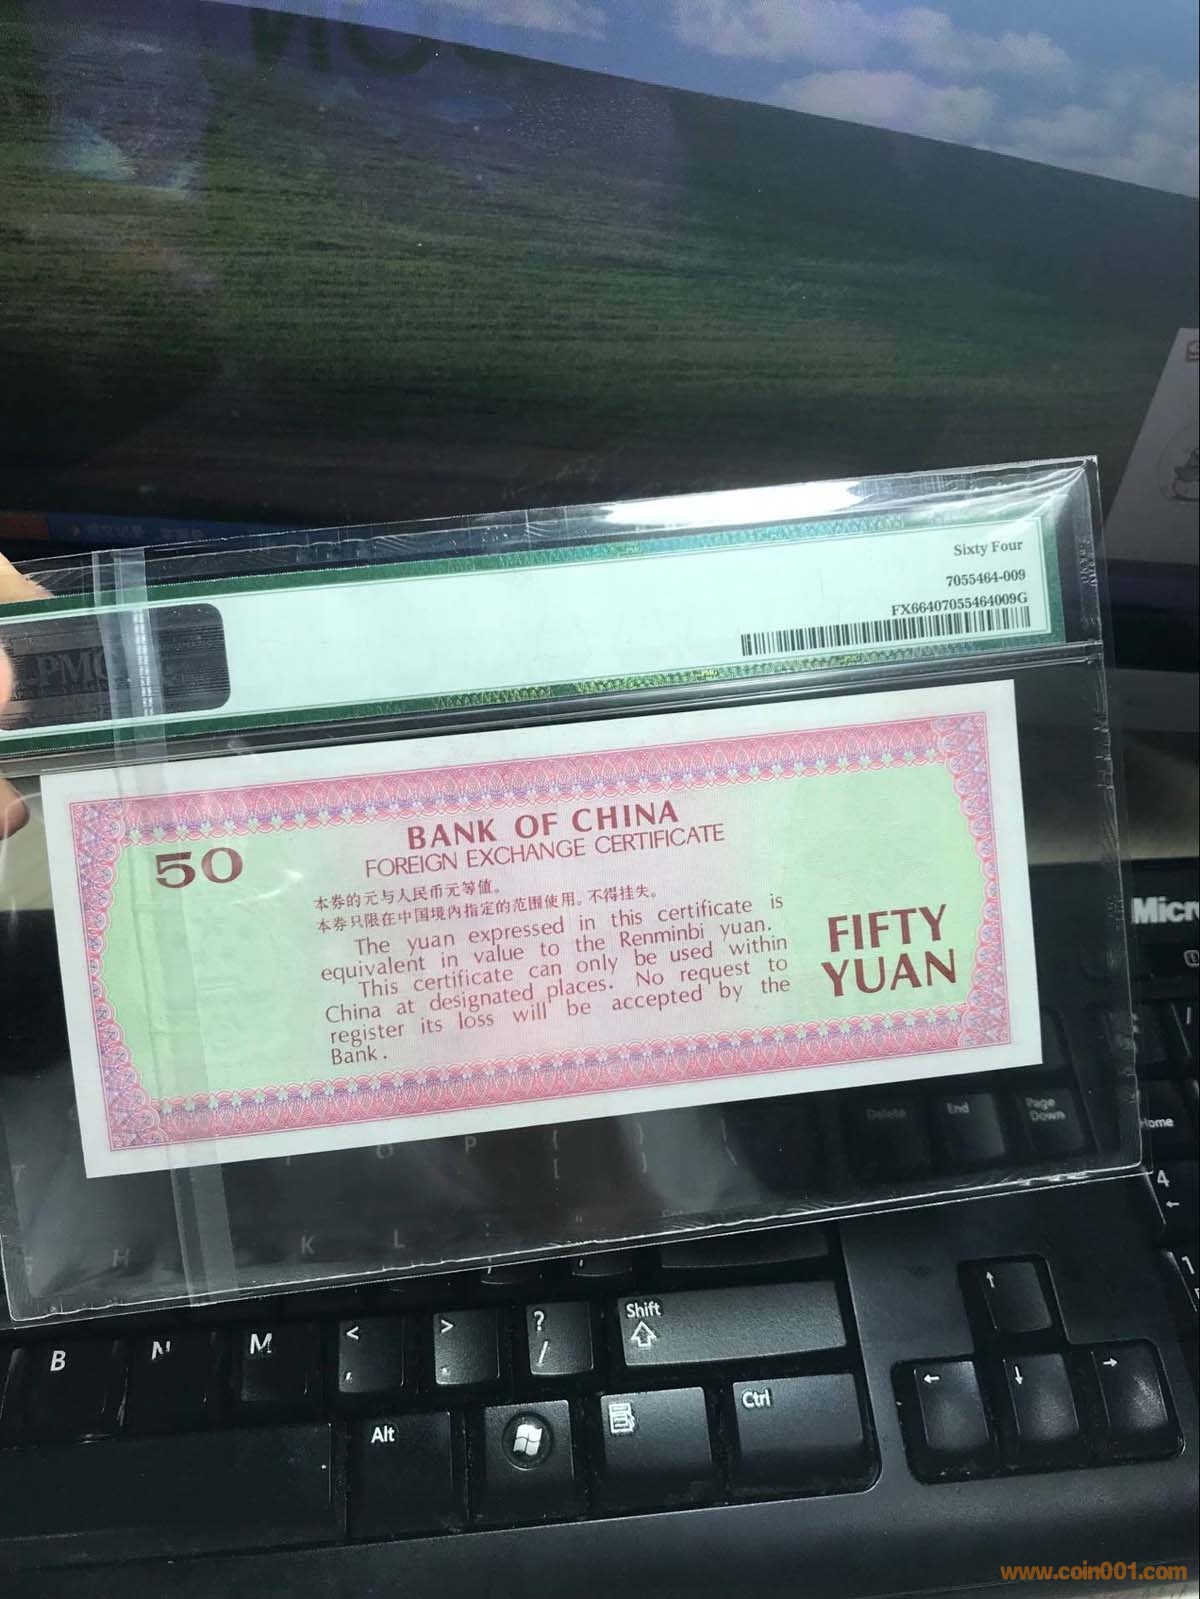 Sixty Four
7055464-009
FX66407055464009G
PMG
BANK OF CHINA
FOREIGN EXCHANGE CERTIFICATE
50
本券的元与人民币元等值。
本券只限在中国境内指定的范围使用。不得挂失。
The yuan expressed in this certificate is
equivalent in value to the Renminbi yuan.
This certificate can only be used within
China at designated places. No request to
register its loss will be accepted by the
Bank.
FIFTY
YUAN
Micr
Delete
End
Page
Down
Home
O
P
{
[
}
]
4
H
K
L
B
N
M
<
,
>
.
?
/
Shift
Alt
Ctrl
www.coin001.com